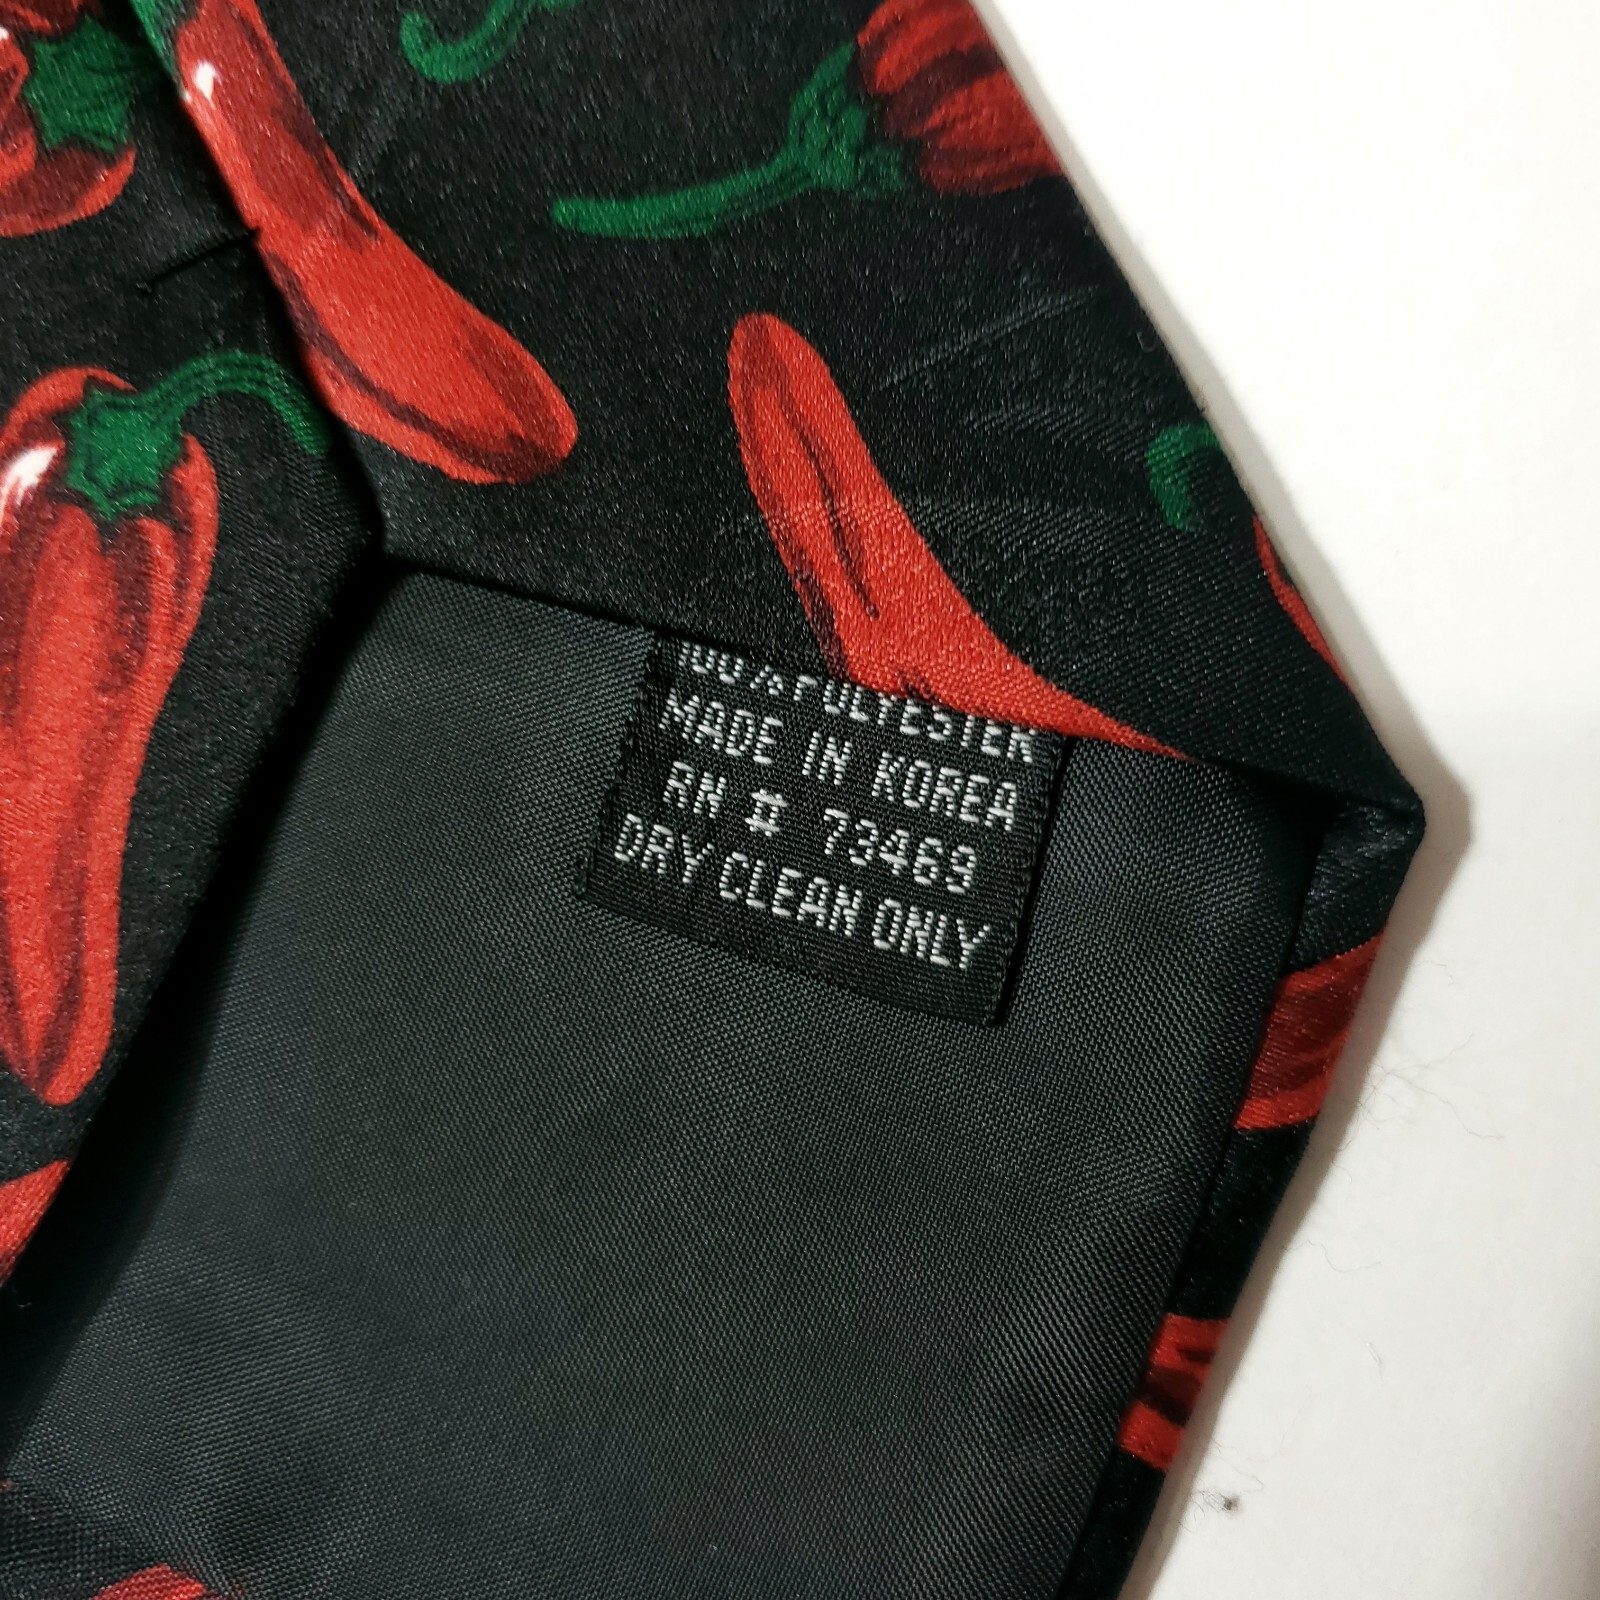 100% POLYESTER
MADE IN KOREA
RN # 73469
DRY CLEAN ONLY